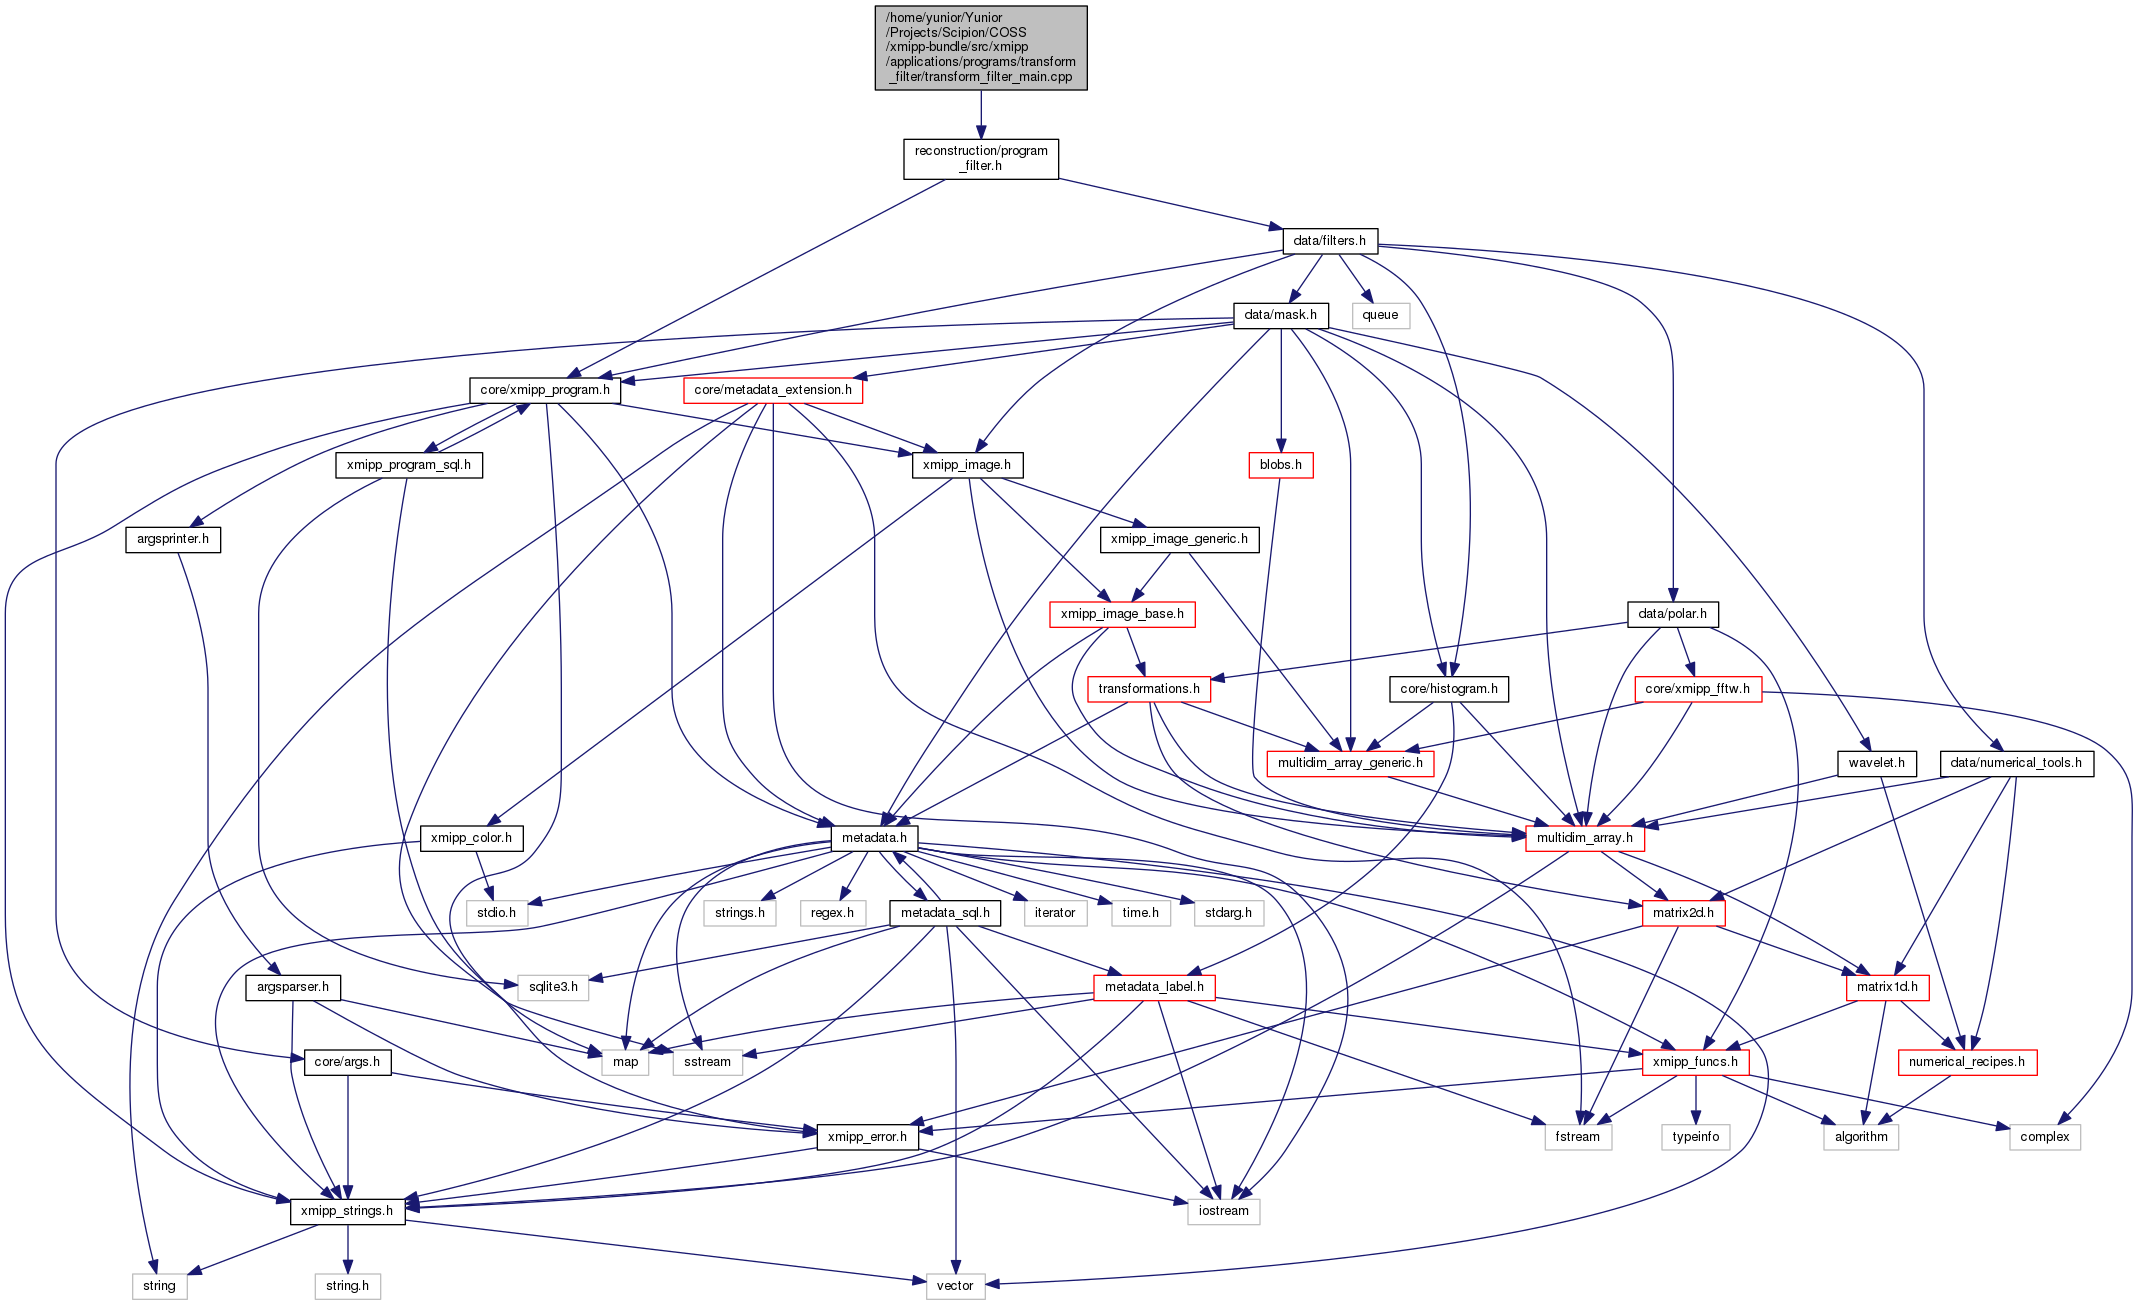 /home/yunior/Yunior
/Projects/Scipion/COSS
/xmipp-bundle/src/xmipp
/applications/programs/transform
_filter/transform_filter_main.cpp
reconstruction/program
_filter.h
data/filters.h
data/mask.h
queue
core/xmipp_program.h
core/metadata_extension.h
xmipp_program_sql.h
xmipp_image.h
blobs.h
argsprinter.h
xmipp_image_generic.h
xmipp_image_base.h
data/polar.h
transformations.h
core/histogram.h
core/xmipp_fftw.h
multidim_array_generic.h
wavelet.h
data/numerical_tools.h
xmipp_color.h
metadata.h
multidim_array.h
stdio.h
strings.h
regex.h
metadata_sql.h
iterator
time.h
stdarg.h
matrix2d.h
argsparser.h
sqlite3.h
metadata_label.h
matrix1d.h
core/args.h
map
sstream
xmipp_funcs.h
numerical_recipes.h
xmipp_error.h
fstream
typeinfo
algorithm
complex
xmipp_strings.h
iostream
string
string.h
vector